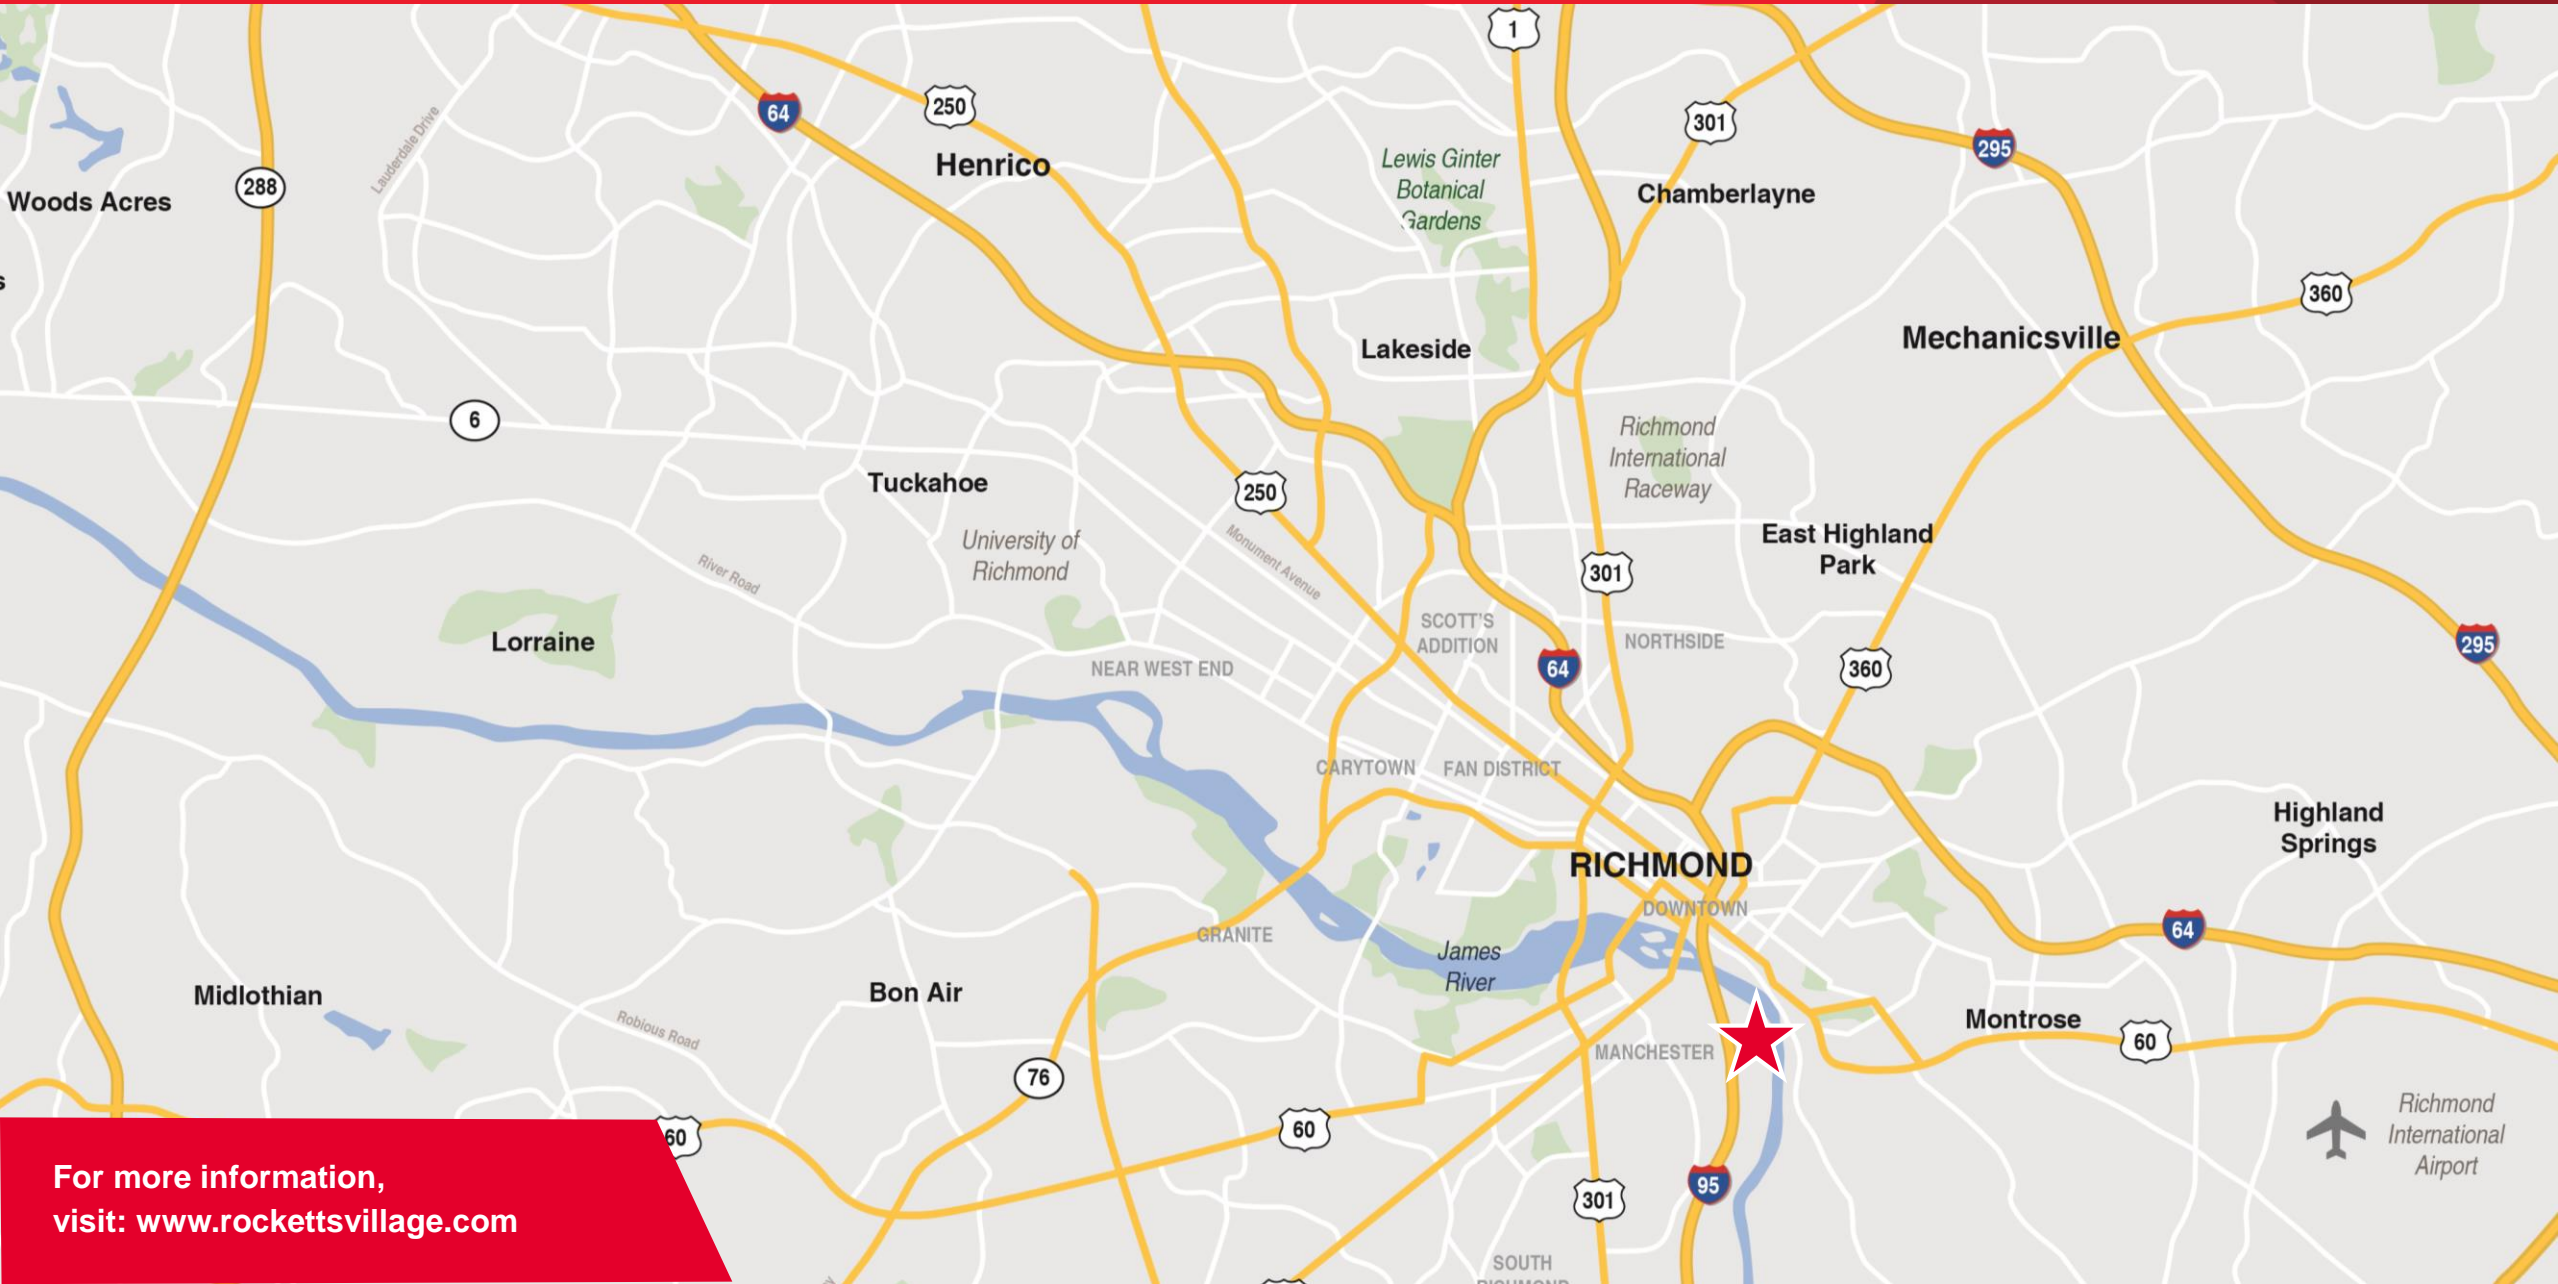 1
64
250
301
295
Henrico
Lauderdale Drive
Lewis Ginter
Botanical
Gardens
Chamberlayne
Woods Acres
288
s
360
Mechanicsville
Lakeside
6
Richmond
International
Raceway
Tuckahoe
250
University of
Richmond
Monument Avenue
River Road
East Highland
Park
301
SCOTT'S
ADDITION
NORTHSIDE
295
Lorraine
NEAR WEST END
64
360
CARYTOWN
FAN DISTRICT
Highland
Springs
RICHMOND
DOWNTOWN
GRANITE
64
James
River
Midlothian
Bon Air
Robious Road
Montrose
60
MANCHESTER
76
Richmond
International
Airport
60
60
301
95
For more information,
visit: www.rockettsvillage.com
SOUTH
RICHMOND